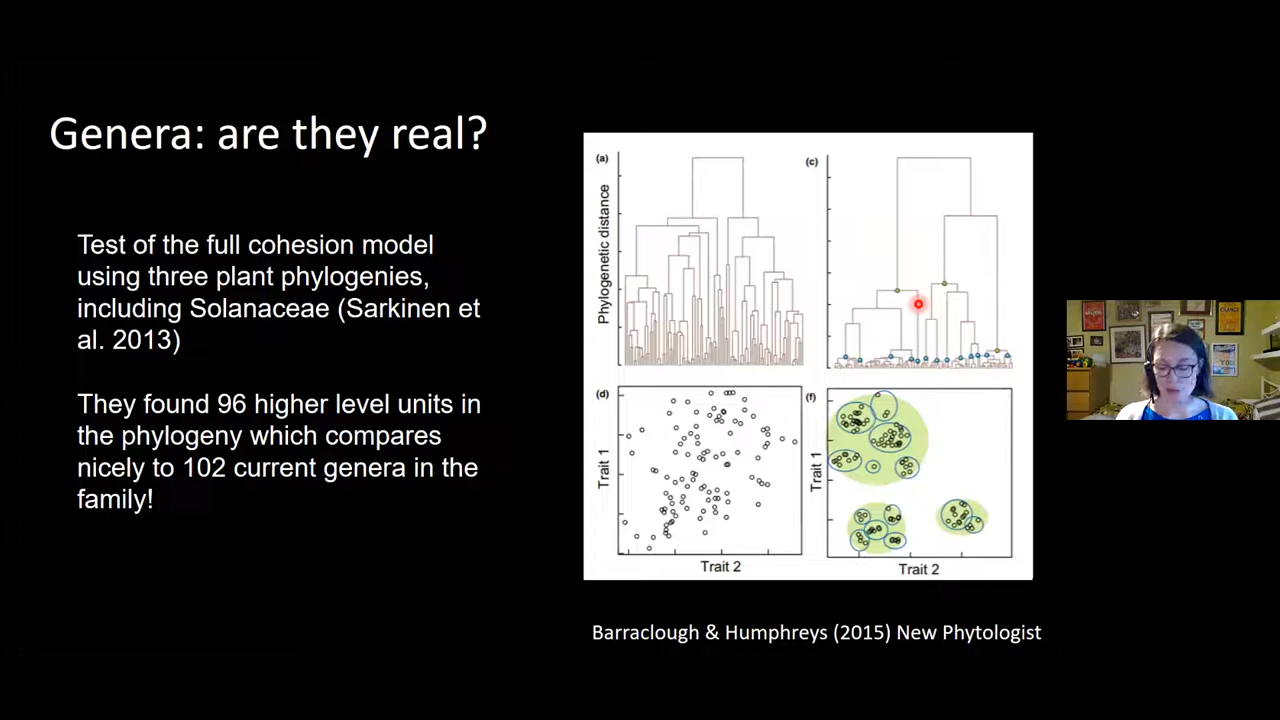 Genera: are they real?
Test of the full cohesion model
using three plant phylogenies,
including Solanaceae (Sarkinen et
al. 2013)
They found 96 higher level units in
the phylogeny which compares
nicely to 102 current genera in the
family!
(a)
Phylogenetic distance
(c)
(d)
Trait 1
Trait 2
(f)
Trait 1
Trait 2
Barraclough & Humphreys (2015) New Phytologist